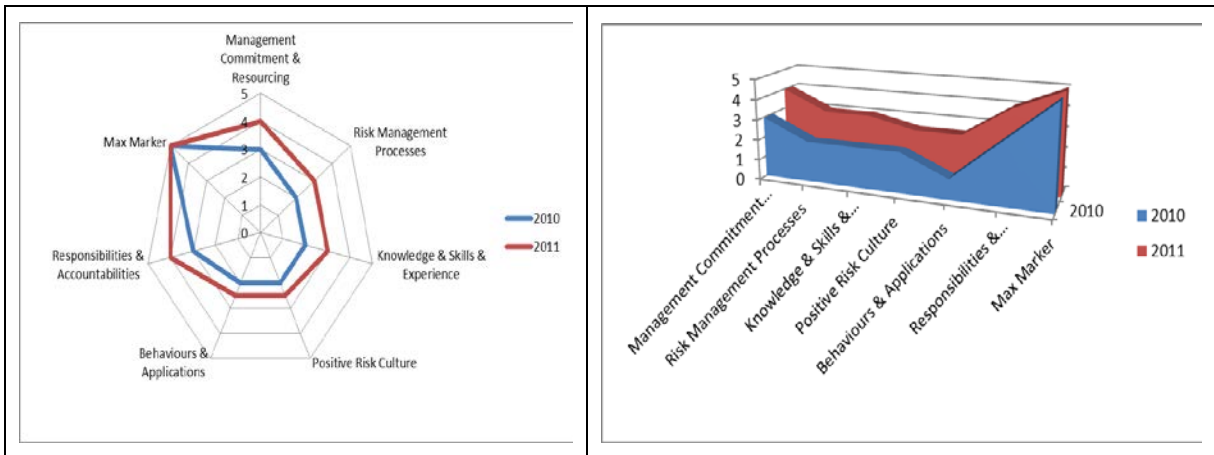 Management
Commitment &
Resourcing
5
4
3
2
1
0
Risk Management
Processes
Knowledge & Skills &
Experience
Positive Risk Culture
Behaviours &
Applications
Responsibilities &
Accountabilities
Max Marker
2010
2011
5
4
3
2
1
0
Management Commitment...
Risk Management Processes
Knowledge & Skills &...
Positive Risk Culture
Behaviours & Applications
Responsibilities &...
Max Marker
2010
2010
2011